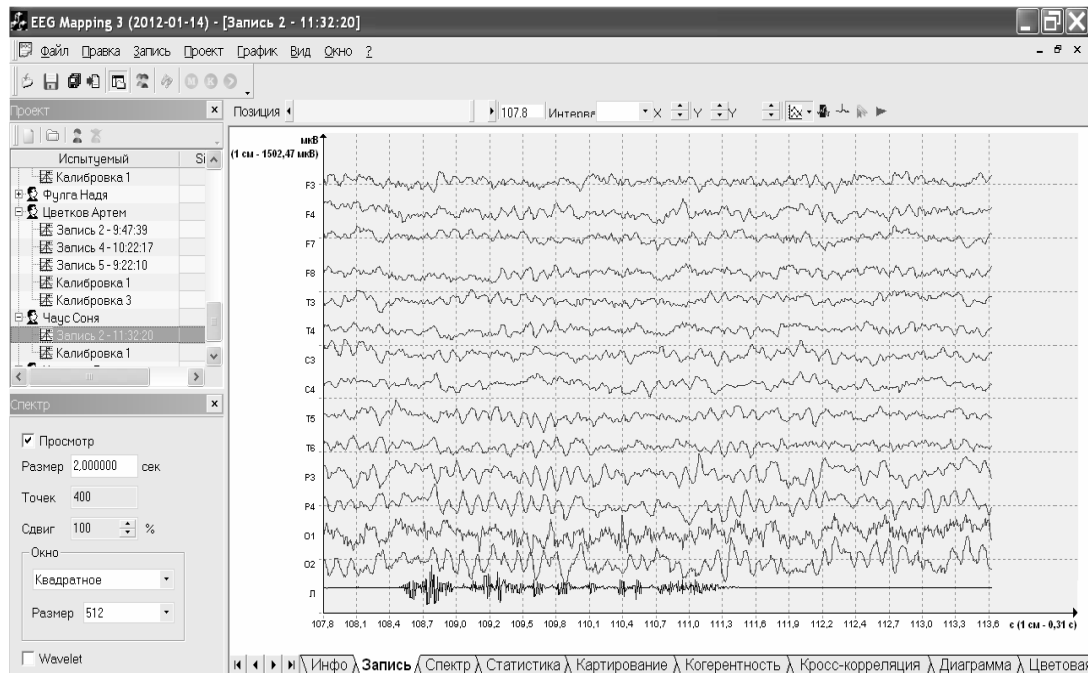 EEG Mapping 3 (2012-01-14) - [Запись 2 - 11:32:20]
Файл Правка Запись Проект График Вид Окно ?
Проект
Позиция 107.8 Интерва X Y Y
Испытуемый Si
Калибровка 1
Фулга Надя
Цветков Артем
Запись 2 - 9:47:39
Запись 4 - 10:22:17
Запись 5 - 9:22:10
Калибровка 1
Калибровка 3
Чаус Соня
Запись 2 - 11:32:20
Калибровка 1
Спектр
Просмотр
Размер 2,000000 сек
Точек 400
Сдвиг 100 %
Окно
Квадратное
Размер 512
Wavelet
мкВ
(1 см - 1502,47 мкВ)
F3
F4
F7
F8
T3
T4
C3
C4
T5
T6
P3
P4
O1
O2
Л
107,8 108,1 108,4 108,7 109,0 109,3 109,6 109,8 110,1 110,4 110,7 111,0 111,3 111,6 111,9 112,2 112,4 112,7 113,0 113,3 113,6 с (1 см - 0,31 с)
Инфо Запись Спектр Статистика Картирование Когерентность Кросс-корреляция Диаграмма Цветовая